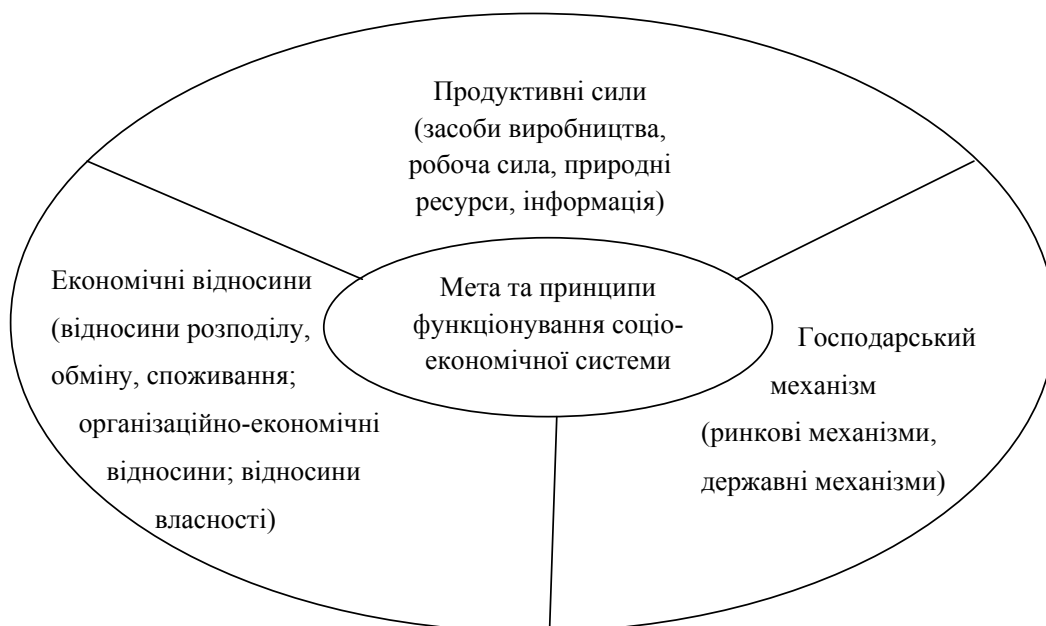 Продуктивні сили
(засоби виробництва,
робоча сила, природні
ресурси, інформація)
Економічні відносини
(відносини розподілу,
обміну, споживання;
організаційно-економічні
відносини; відносини
власності)
Мета та принципи
функціонування соціо-
економічної системи
Господарський
механізм
(ринкові механізми,
державні механізми)